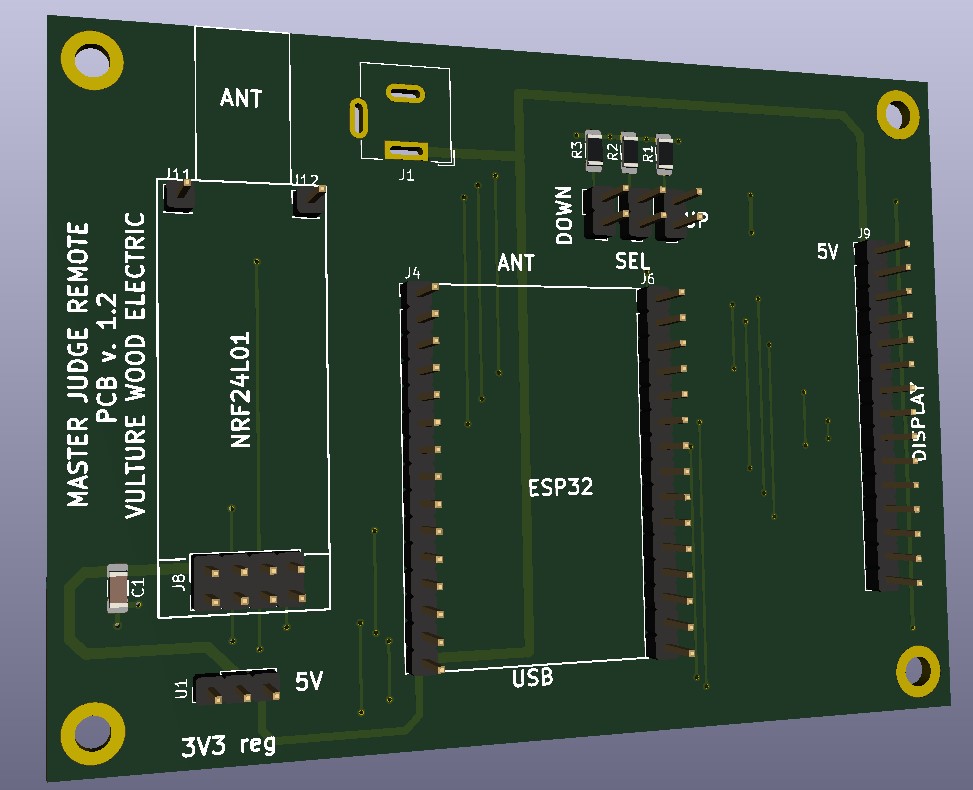 ANT
J1
J11
J12
R3
R2
R1
DOWN
UP
SEL
J9
5V
DISPLAY
MASTER JUDGE REMOTE
PCB v. 1.2
VULTURE WOOD ELECTRIC
NRF24L01
J4
ANT
J6
ESP32
USB
J8
C1
U1
5V
3V3 reg